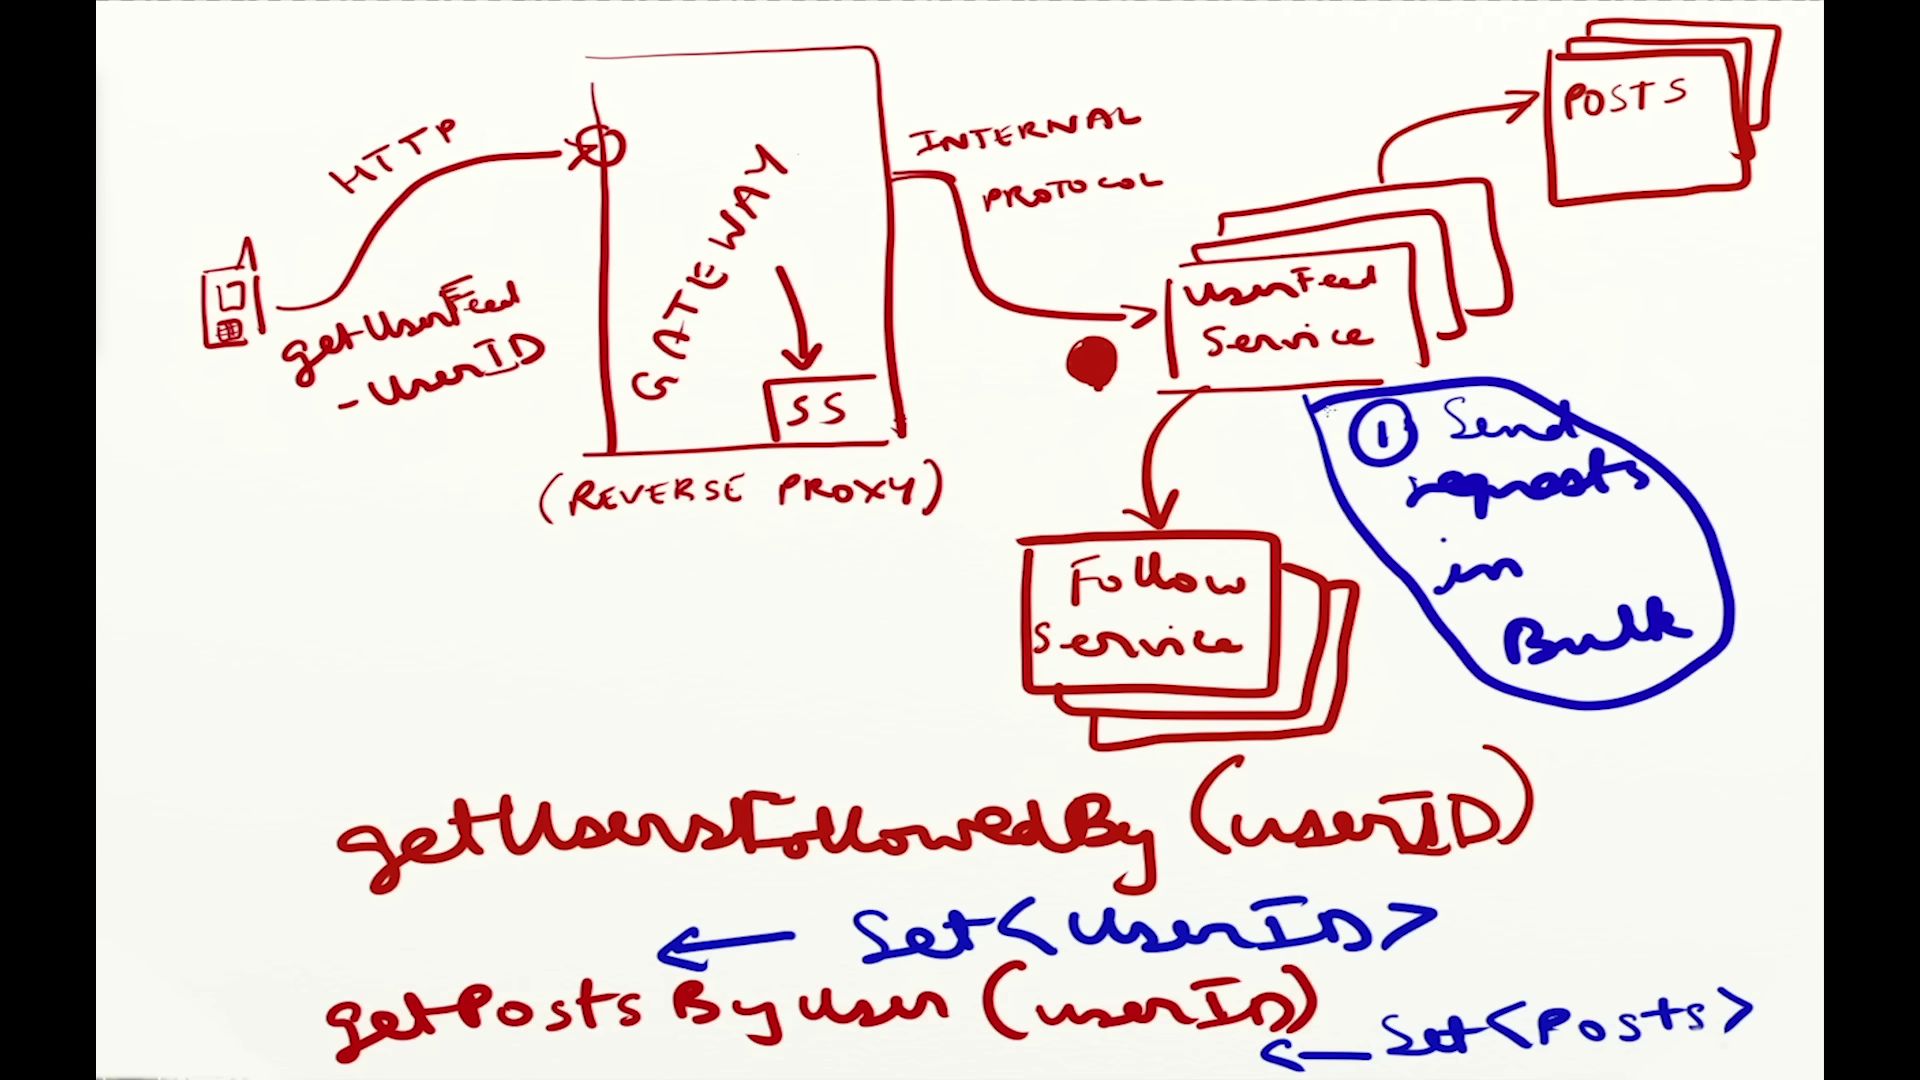 HTTP
getUserFeed
- UserID
GATEWAY
SS
(REVERSE PROXY)
INTERNAL
PROTOCOL
UserFeed
Service
POSTS
① Send
requests
in
Bulk
Follow
Service
getUsersFollowedBy (userID)
← Set<UserID>
getPostsByUser (userID)
← Set<Posts>